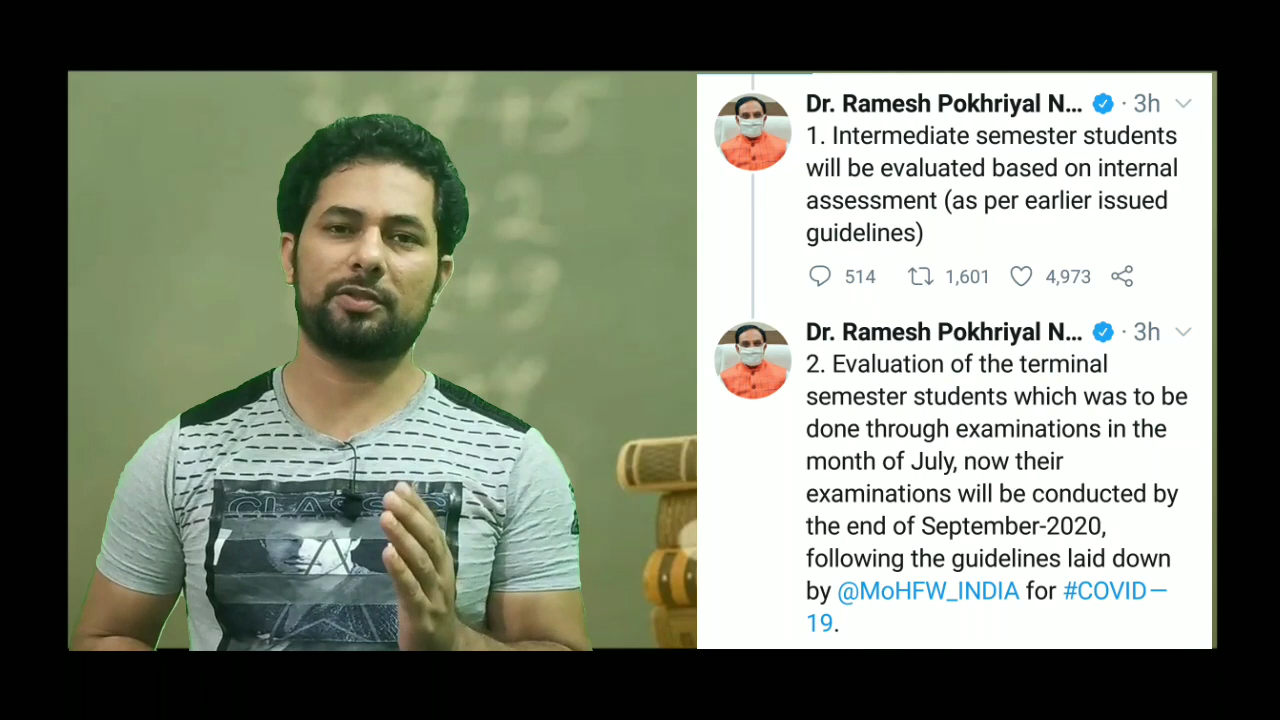 CLASSIC
Dr. Ramesh Pokhriyal N... · 3h
1. Intermediate semester students
will be evaluated based on internal
assessment (as per earlier issued
guidelines)
514 1,601 4,973
Dr. Ramesh Pokhriyal N... · 3h
2. Evaluation of the terminal
semester students which was to be
done through examinations in the
month of July, now their
examinations will be conducted by
the end of September-2020,
following the guidelines laid down
by @MoHFW_INDIA for #COVID—
19.